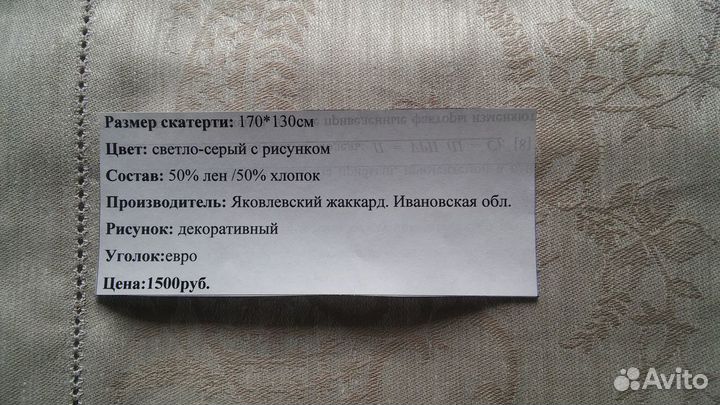 Размер скатерти: 170*130см
Цвет: светло-серый с рисунком
Состав: 50% лен /50% хлопок
Производитель: Яковлевский жаккард. Ивановская обл.
Рисунок: декоративный
Уголок:евро
Цена:1500руб.
Avito